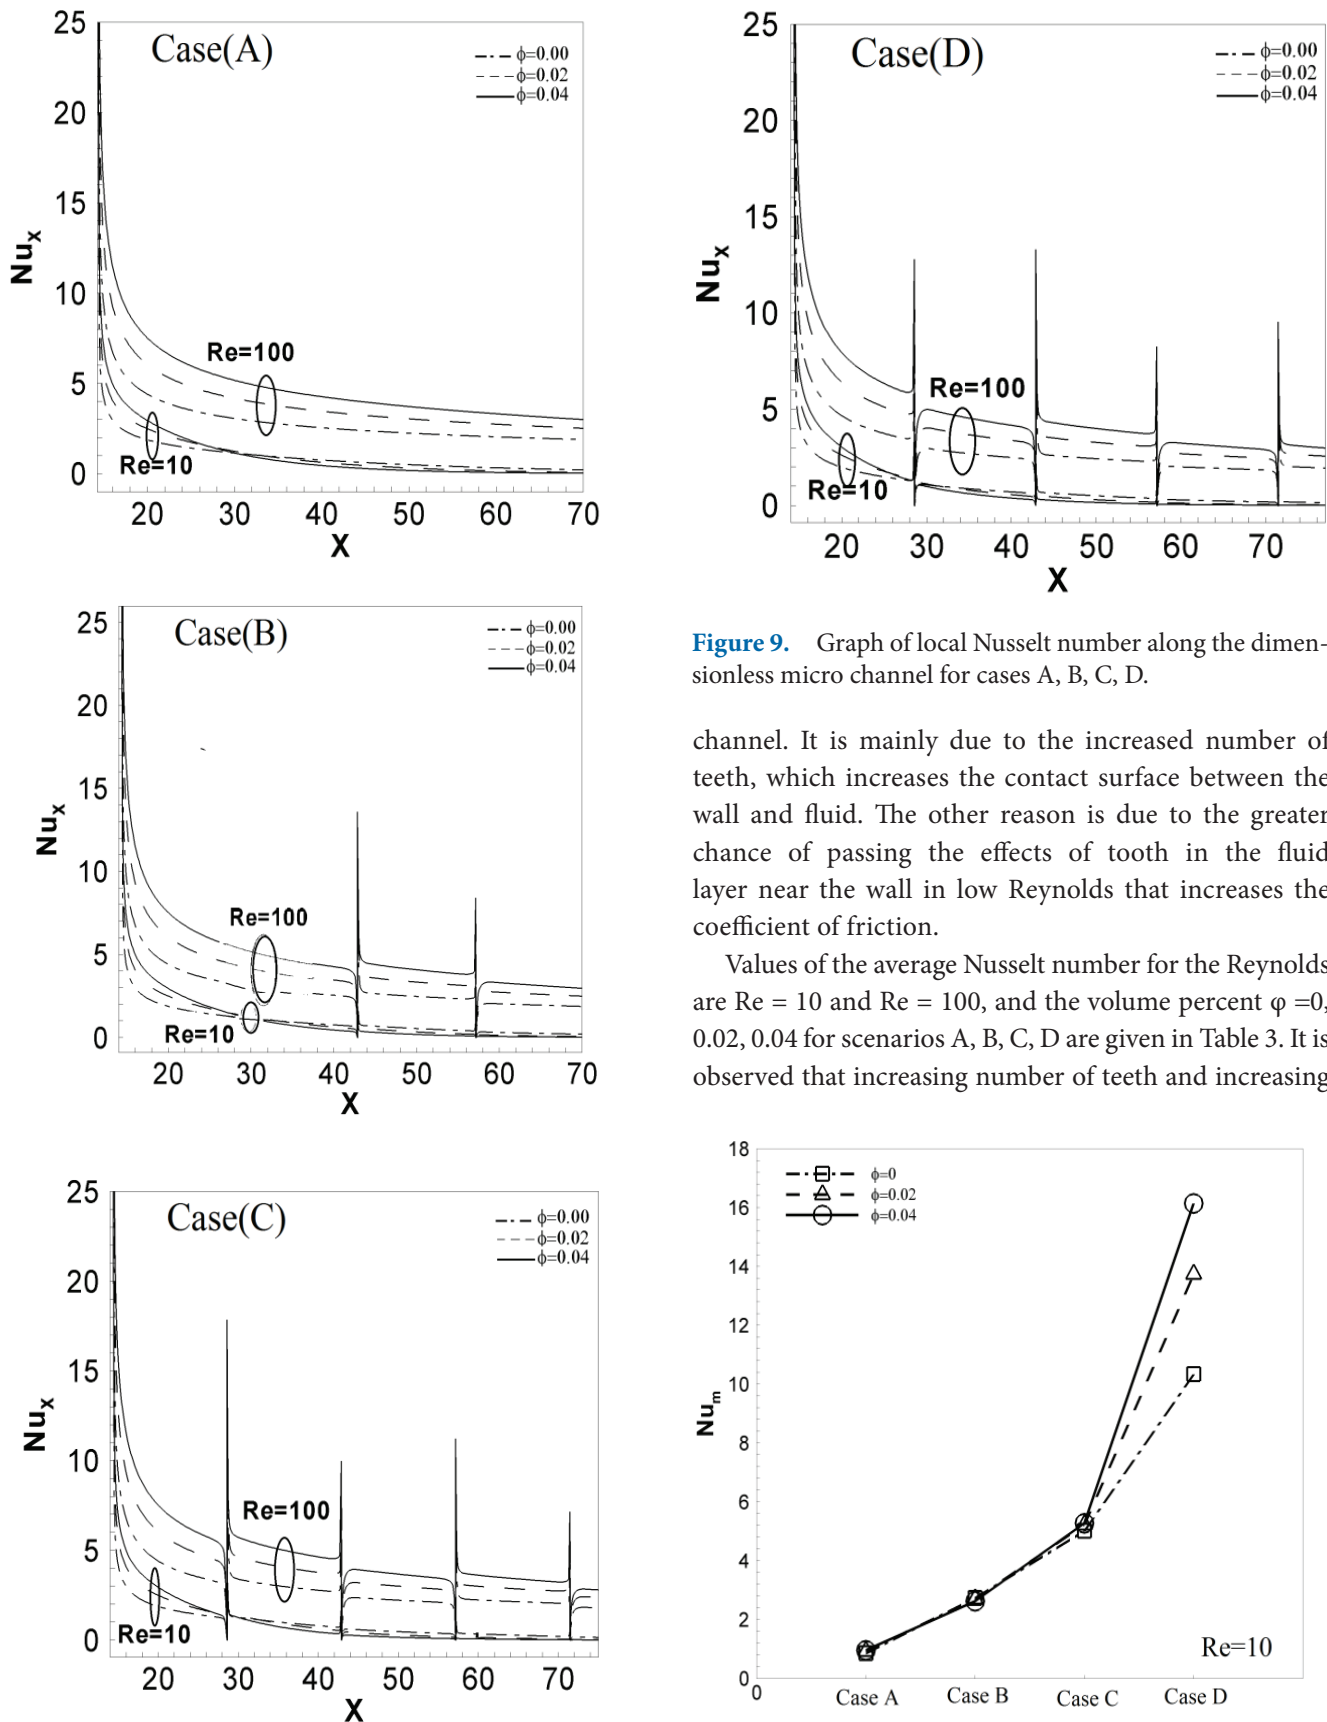 Case(A)
ϕ=0.00
ϕ=0.02
ϕ=0.04
25
20
15
10
5
0
Nu_x
Re=100
Re=10
20 30 40 50 60 70
X
Case(B)
ϕ=0.00
ϕ=0.02
ϕ=0.04
25
20
15
10
5
0
Nu_x
Re=100
Re=10
20 30 40 50 60 70
X
Case(C)
ϕ=0.00
ϕ=0.02
ϕ=0.04
25
20
15
10
5
0
Nu_x
Re=100
Re=10
20 30 40 50 60 70
X
Case(D)
ϕ=0.00
ϕ=0.02
ϕ=0.04
25
20
15
10
5
0
Nu_x
Re=100
Re=10
20 30 40 50 60 70
X
Figure 9. Graph of local Nusselt number along the dimen-
sionless micro channel for cases A, B, C, D.
channel. It is mainly due to the increased number of
teeth, which increases the contact surface between the
wall and fluid. The other reason is due to the greater
chance of passing the effects of tooth in the fluid
layer near the wall in low Reynolds that increases the
coefficient of friction.
Values of the average Nusselt number for the Reynolds
are Re = 10 and Re = 100, and the volume percent φ =0,
0.02, 0.04 for scenarios A, B, C, D are given in Table 3. It is
observed that increasing number of teeth and increasing
ϕ=0
ϕ=0.02
ϕ=0.04
18
16
14
12
10
8
6
4
2
0
Nu_m
Re=10
0 Case A Case B Case C Case D